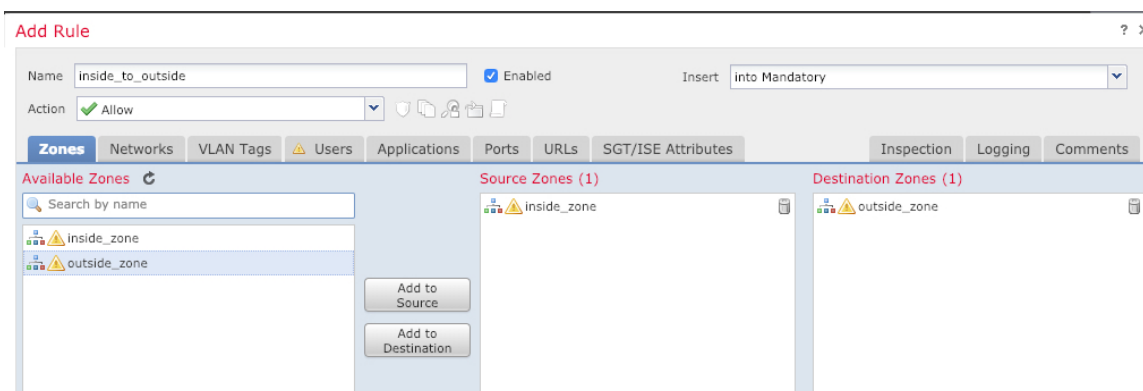 Add Rule ?
Name inside_to_outside Enabled Insert into Mandatory
Action Allow
Zones Networks VLAN Tags Users Applications Ports URLs SGT/ISE Attributes Inspection Logging Comments
Available Zones Source Zones (1) Destination Zones (1)
Search by name inside_zone outside_zone
inside_zone
outside_zone
Add to
Source
Add to
Destination